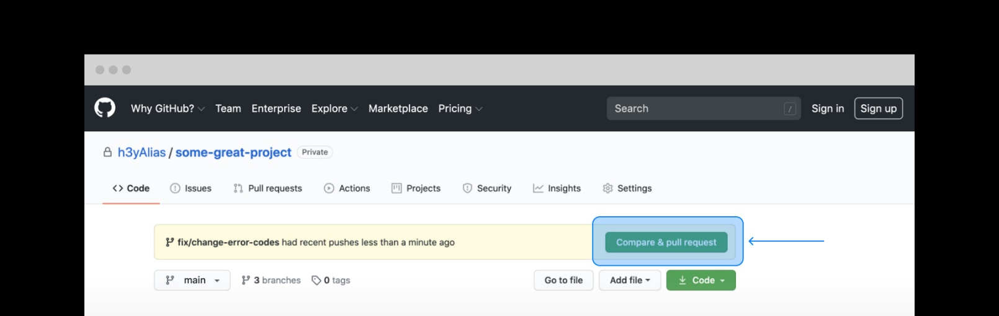 Why GitHub? Team Enterprise Explore Marketplace Pricing Search / Sign in Sign up
h3yAlias / some-great-project Private
Code Issues Pull requests Actions Projects Security Insights Settings
fix/change-error-codes had recent pushes less than a minute ago Compare & pull request
main 3 branches 0 tags Go to file Add file Code